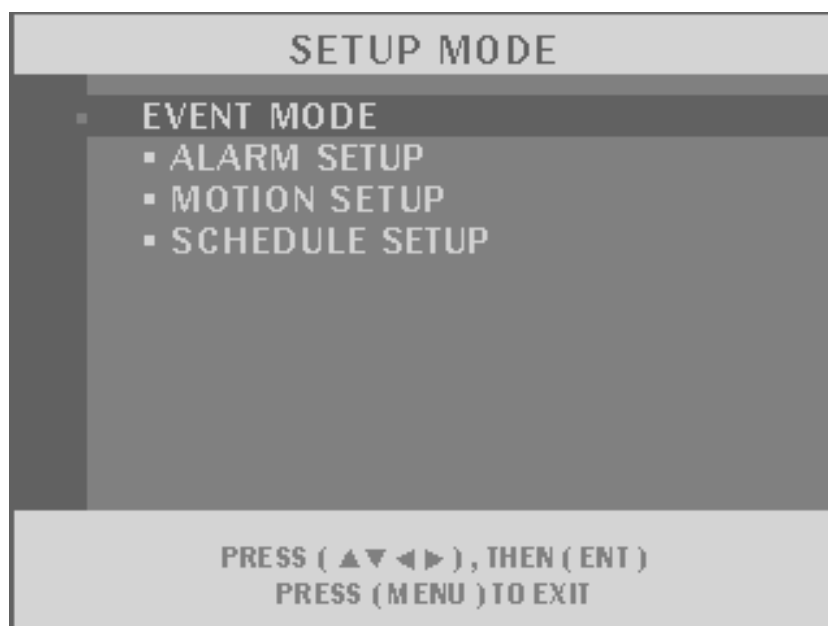 SETUP MODE
EVENT MODE
▪ ALARM SETUP
▪ MOTION SETUP
▪ SCHEDULE SETUP
PRESS ( ▲▼ ◀ ▶ ) , THEN ( ENT )
PRESS ( MENU ) TO EXIT